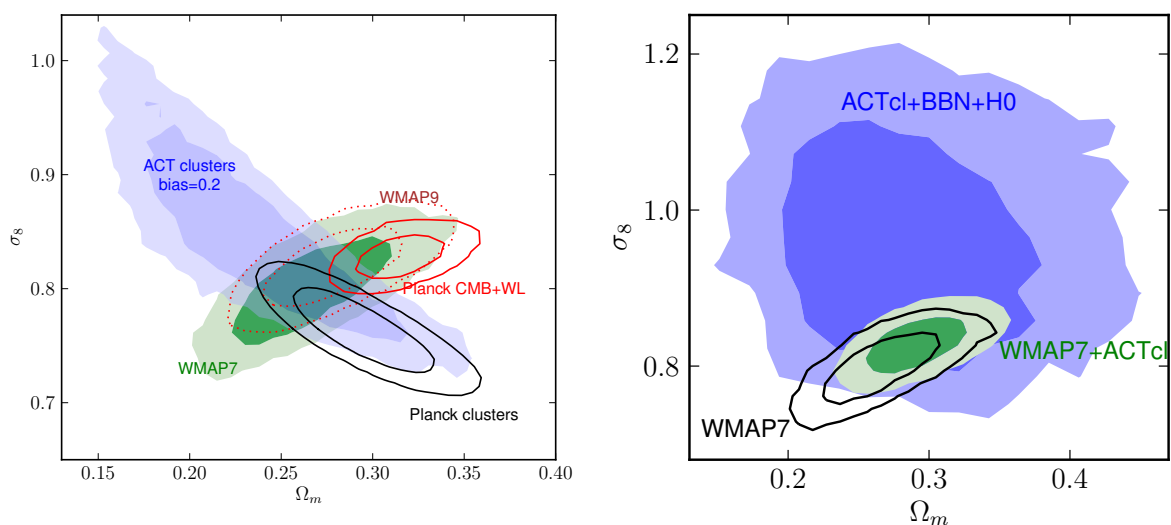 1.0
0.9
0.8
0.7
σ8
ACT clusters
bias=0.2
WMAP9
Planck CMB+WL
WMAP7
Planck clusters
0.15 0.20 0.25 0.30 0.35 0.40
Ωm
1.2
1.0
0.8
σ8
ACTcl+BBN+H0
WMAP7+ACTcl
WMAP7
0.2 0.3 0.4
Ωm